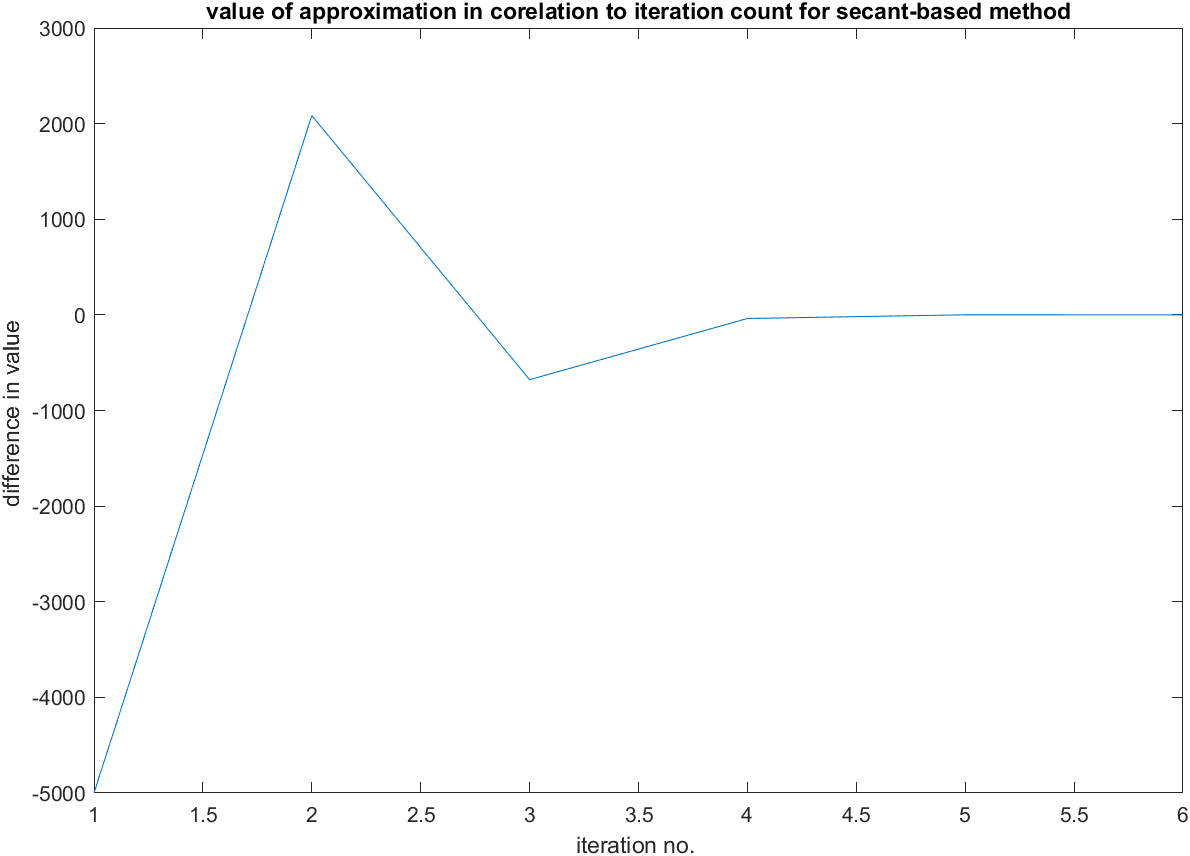 value of approximation in corelation to iteration count for secant-based method
3000
2000
1000
0
-1000
-2000
-3000
-4000
-5000
difference in value
1 1.5 2 2.5 3 3.5 4 4.5 5 5.5 6
iteration no.